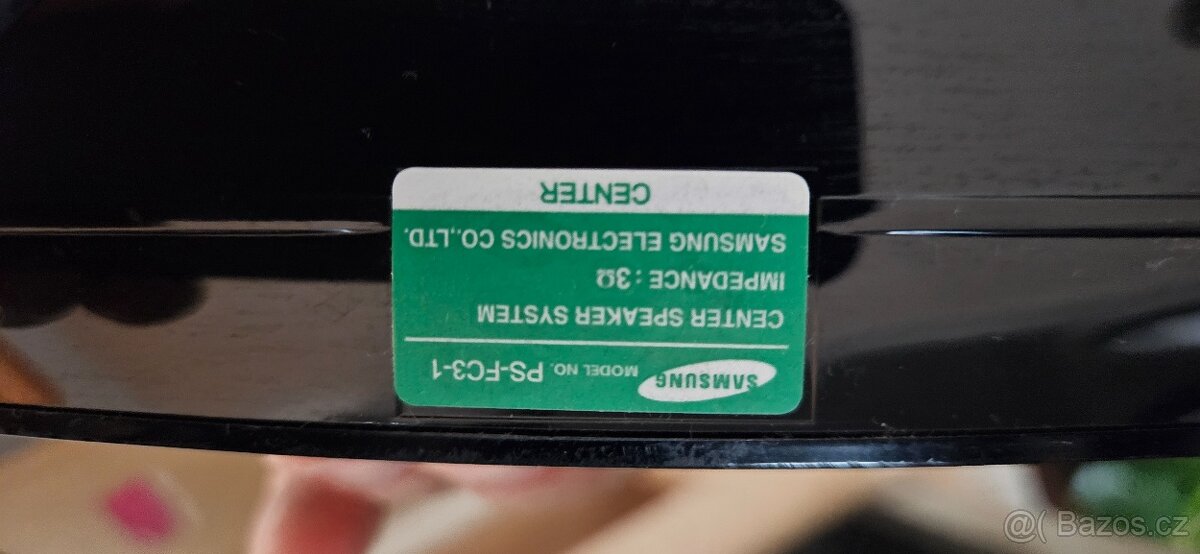 SAMSUNG MODEL NO. PS-FC3-1
CENTER SPEAKER SYSTEM
IMPEDANCE : 3Ω
SAMSUNG ELECTRONICS CO.,LTD.
CENTER
@( Bazos.cz